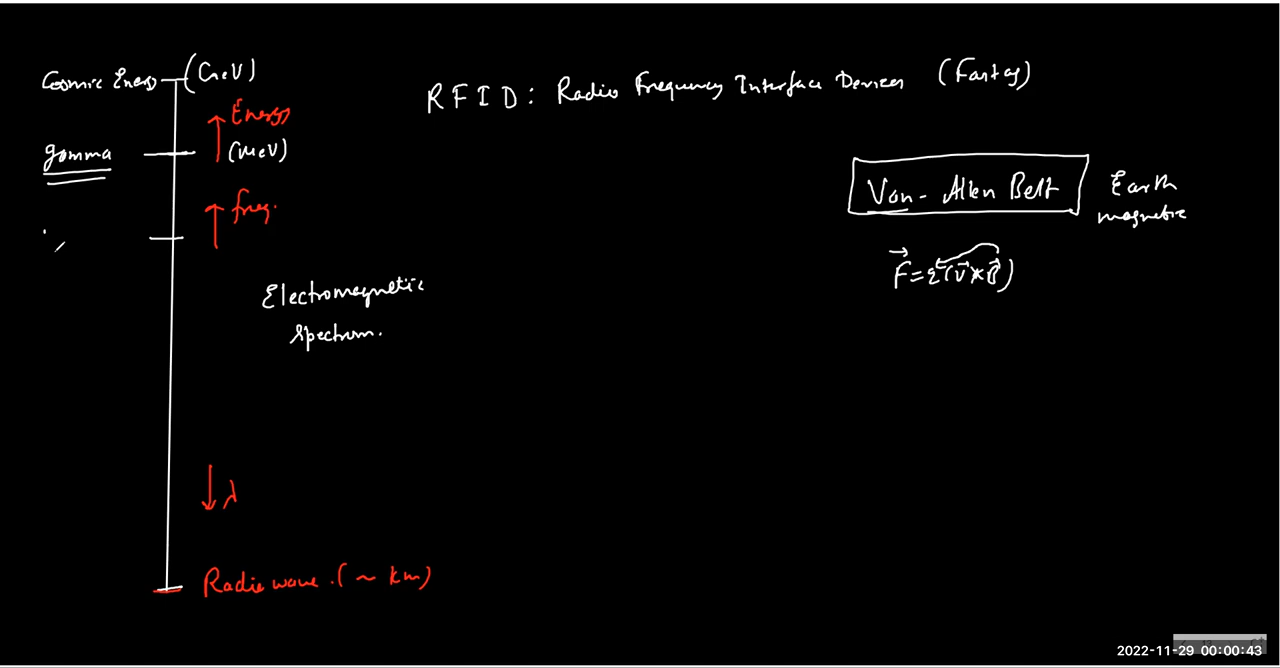 Cosmic Energy (GeV)
RFID: Radio Frequency Interface Devices (Fastag)
Energy
gamma
(MeV)
Van-Allen Belt
Earth
magnetic
freq.
F⃗=q(v⃗×B⃗)
Electromagnetic
spectrum.
λ
Radio wave.(~ km)
2022-11-29 00:00:43